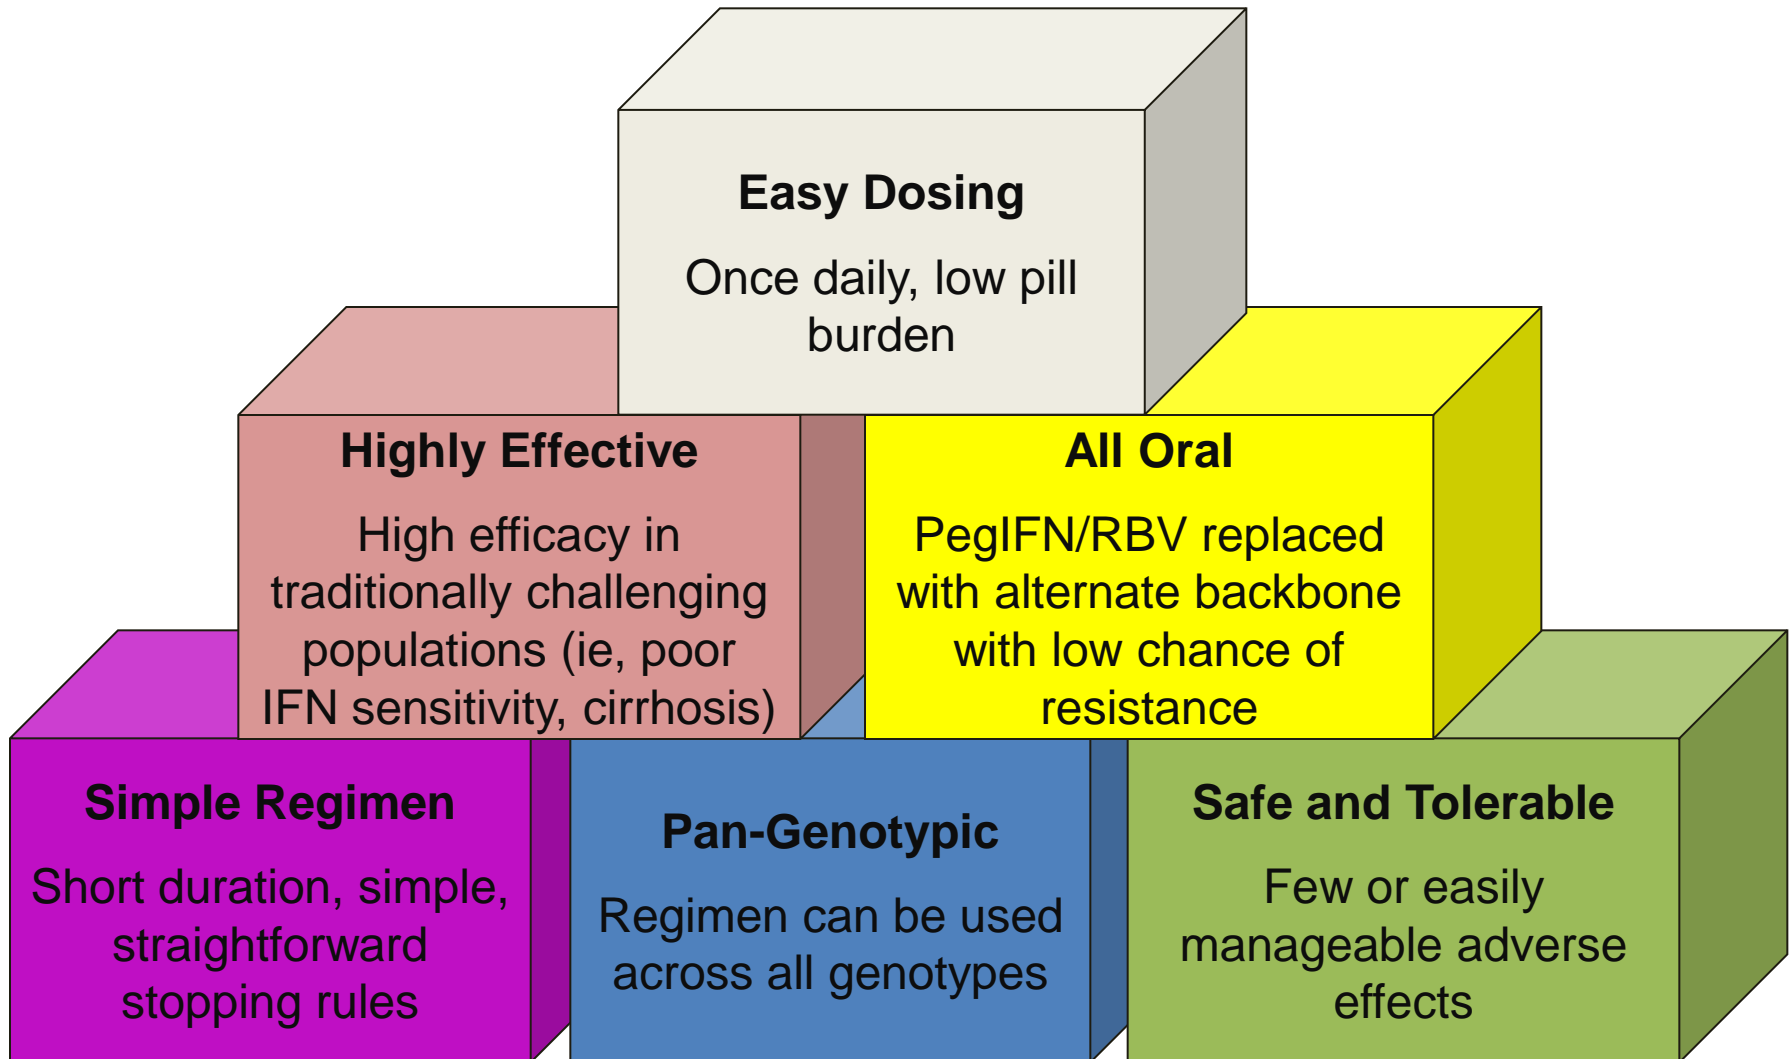 Easy Dosing
Once daily, low pill
burden
Highly Effective
High efficacy in
traditionally challenging
populations (ie, poor
IFN sensitivity, cirrhosis)
All Oral
PegIFN/RBV replaced
with alternate backbone
with low chance of
resistance
Simple Regimen
Short duration, simple,
straightforward
stopping rules
Pan-Genotypic
Regimen can be used
across all genotypes
Safe and Tolerable
Few or easily
manageable adverse
effects